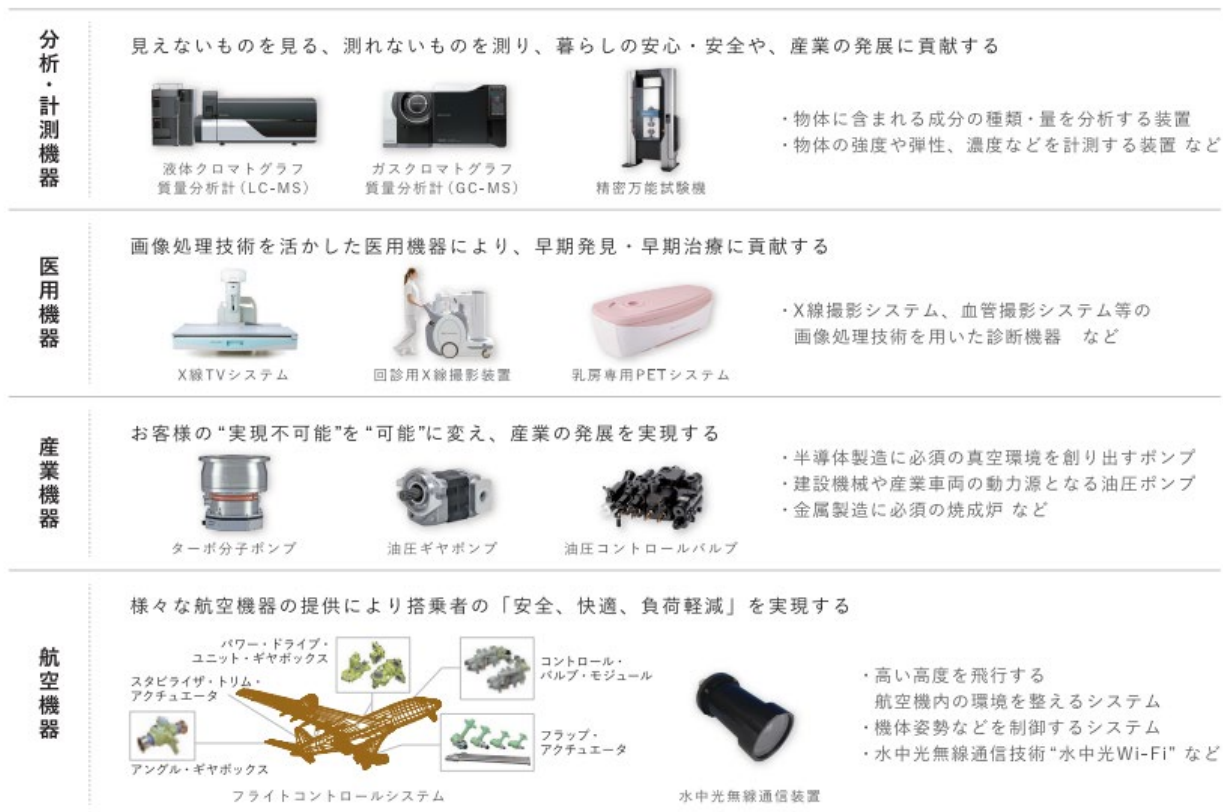 分析・計測機器
見えないものを見る、測れないものを測り、暮らしの安心・安全や、産業の発展に貢献する
液体クロマトグラフ
質量分析計（LC-MS）
ガスクロマトグラフ
質量分析計（GC-MS）
精密万能試験機
・物体に含まれる成分の種類・量を分析する装置
・物体の強度や弾性、濃度などを計測する装置 など
医用機器
画像処理技術を活かした医用機器により、早期発見・早期治療に貢献する
X線TVシステム
回診用X線撮影装置
乳房専用PETシステム
・X線撮影システム、血管撮影システム等の
画像処理技術を用いた診断機器　など
産業機器
お客様の“実現不可能”を“可能”に変え、産業の発展を実現する
ターボ分子ポンプ
油圧ギヤポンプ
油圧コントロールバルブ
・半導体製造に必須の真空環境を創り出すポンプ
・建設機械や産業車両の動力源となる油圧ポンプ
・金属製造に必須の焼成炉 など
航空機器
様々な航空機器の提供により搭乗者の「安全、快適、負荷軽減」を実現する
パワー・ドライブ・
ユニット・ギヤボックス
スタビライザ・トリム・
アクチュエータ
アングル・ギヤボックス
コントロール・
バルブ・モジュール
フラップ・
アクチュエータ
フライトコントロールシステム
水中光無線通信装置
・高い高度を飛行する
航空機内の環境を整えるシステム
・機体姿勢などを制御するシステム
・水中光無線通信技術“水中光Wi-Fi” など